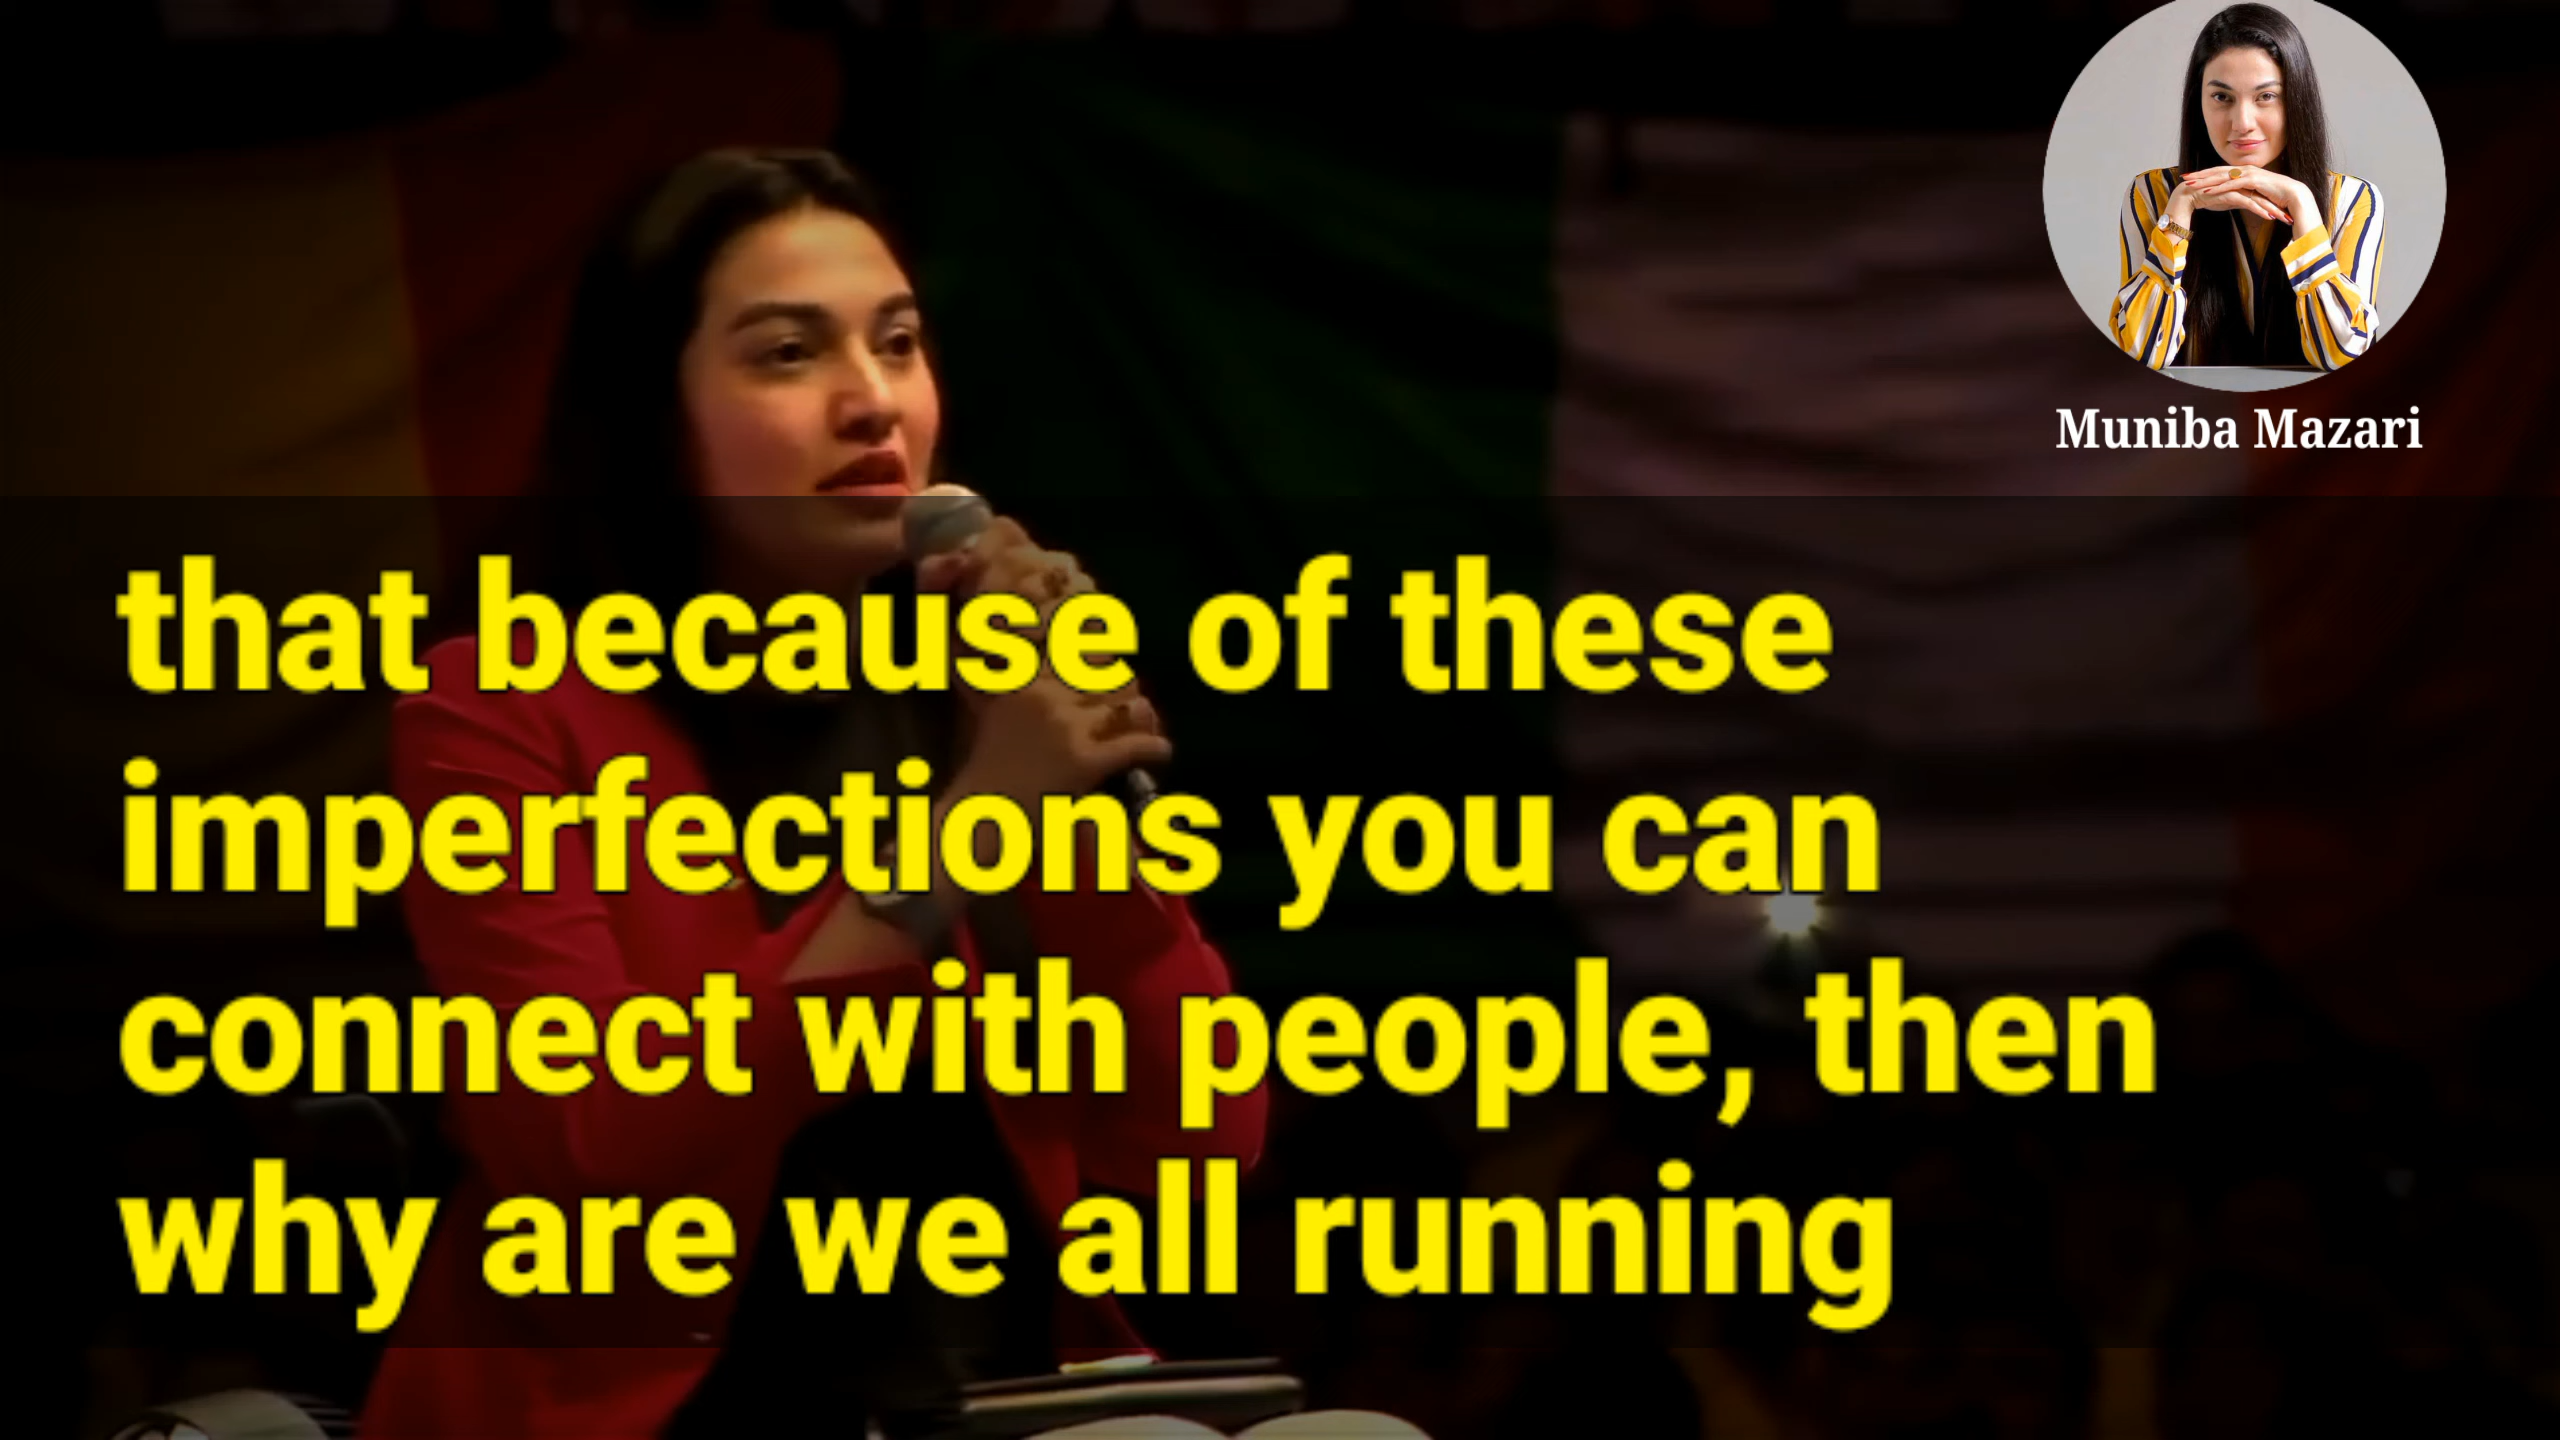 Muniba Mazari
that because of these
imperfections you can
connect with people, then
why are we all running